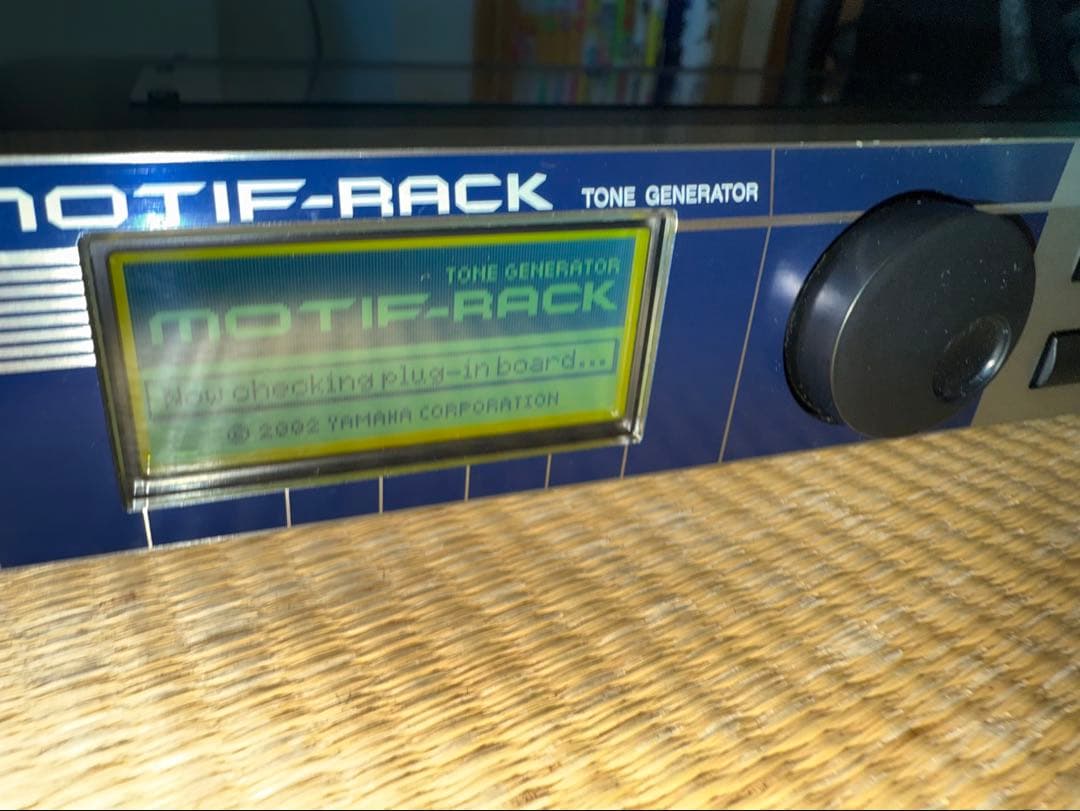 MOTIF-RACK TONE GENERATOR
TONE GENERATOR
MOTIF-RACK
Now checking plug-in board...
© 2002 YAMAHA CORPORATION